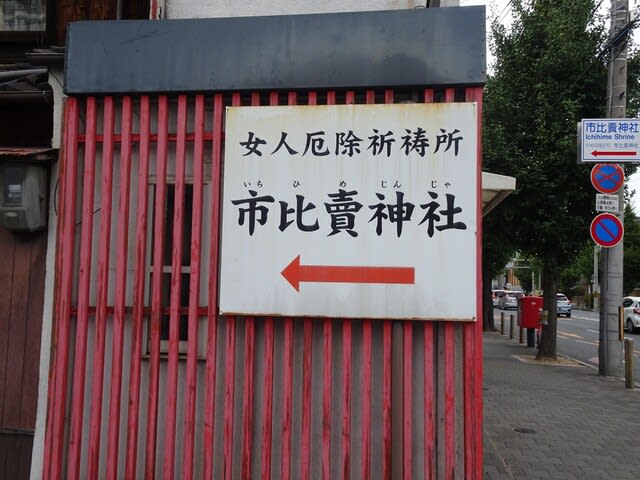 女人厄除祈祷所
いちひめじんじゃ
市比賣神社
市比賣神社
Ichihime Shrine